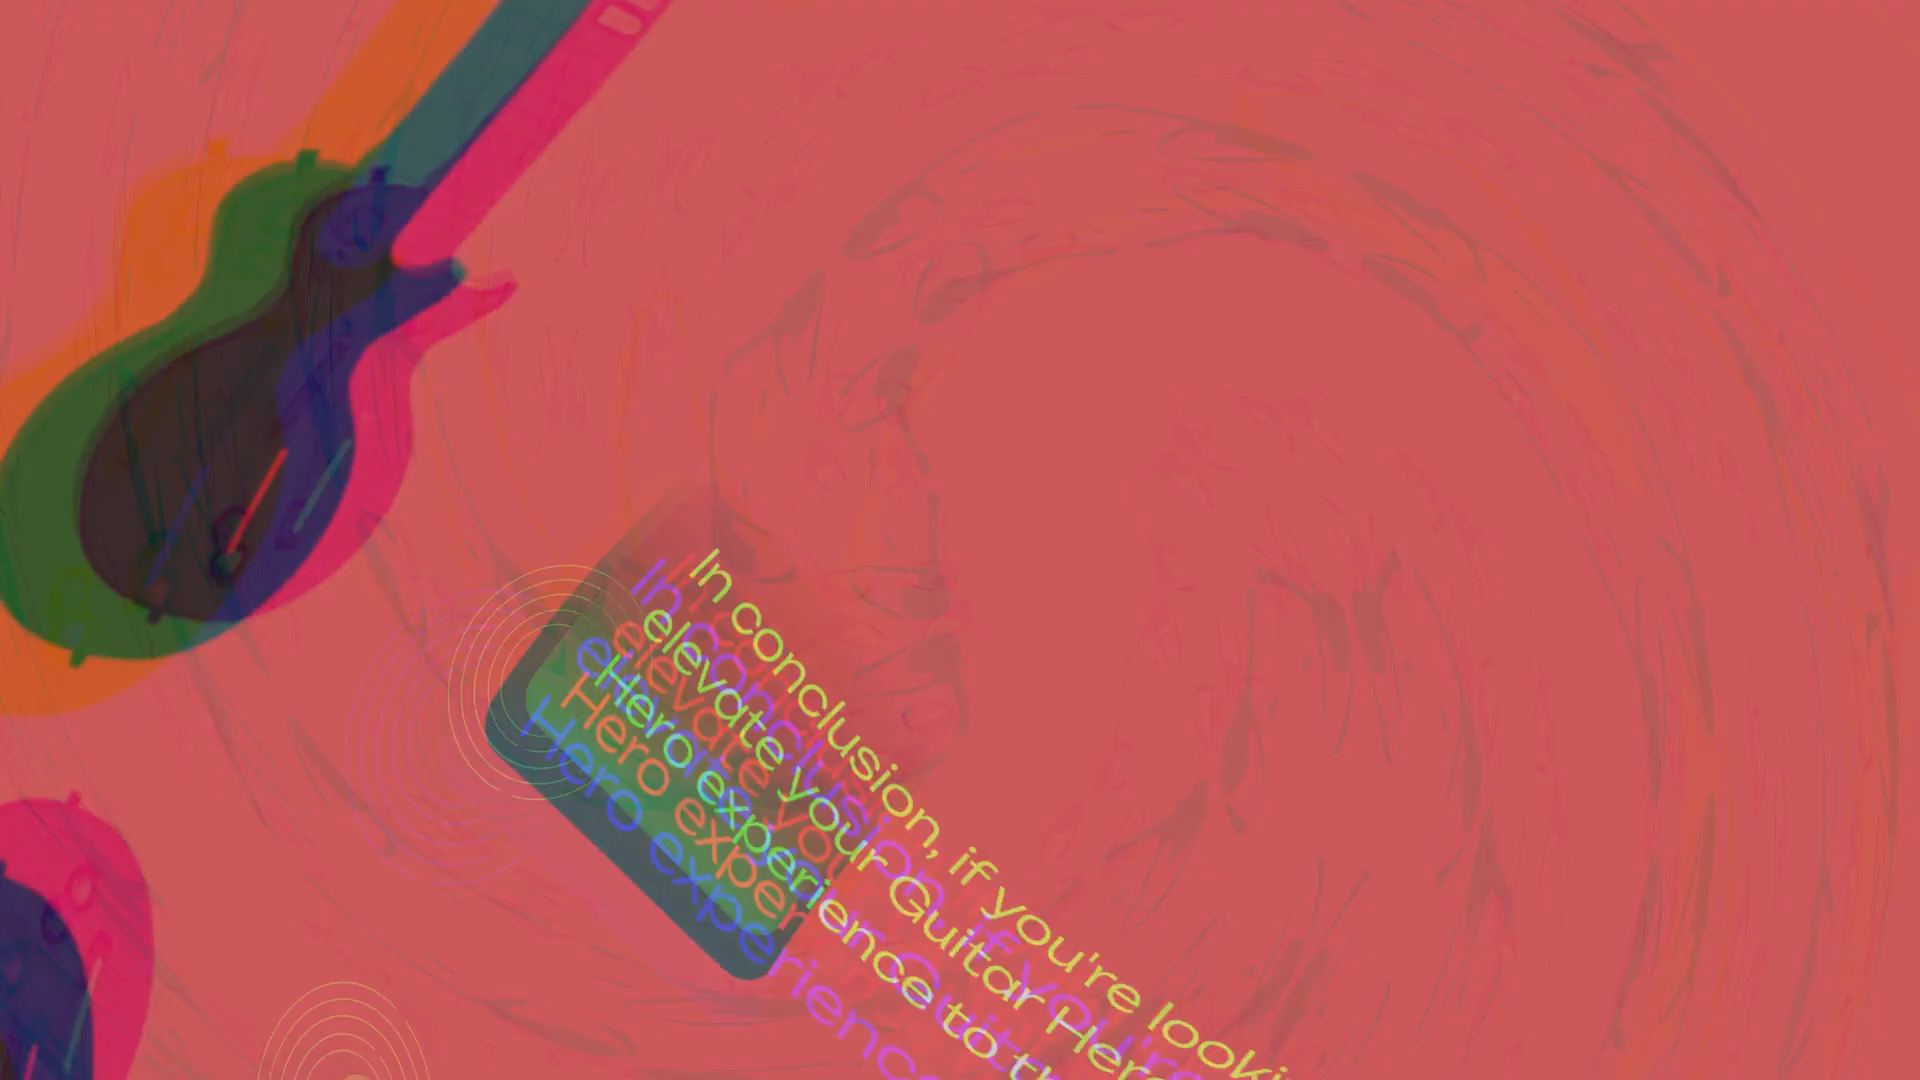 In conclusion, if you're looki
elevate your Guitar Hero
Hero experience to th